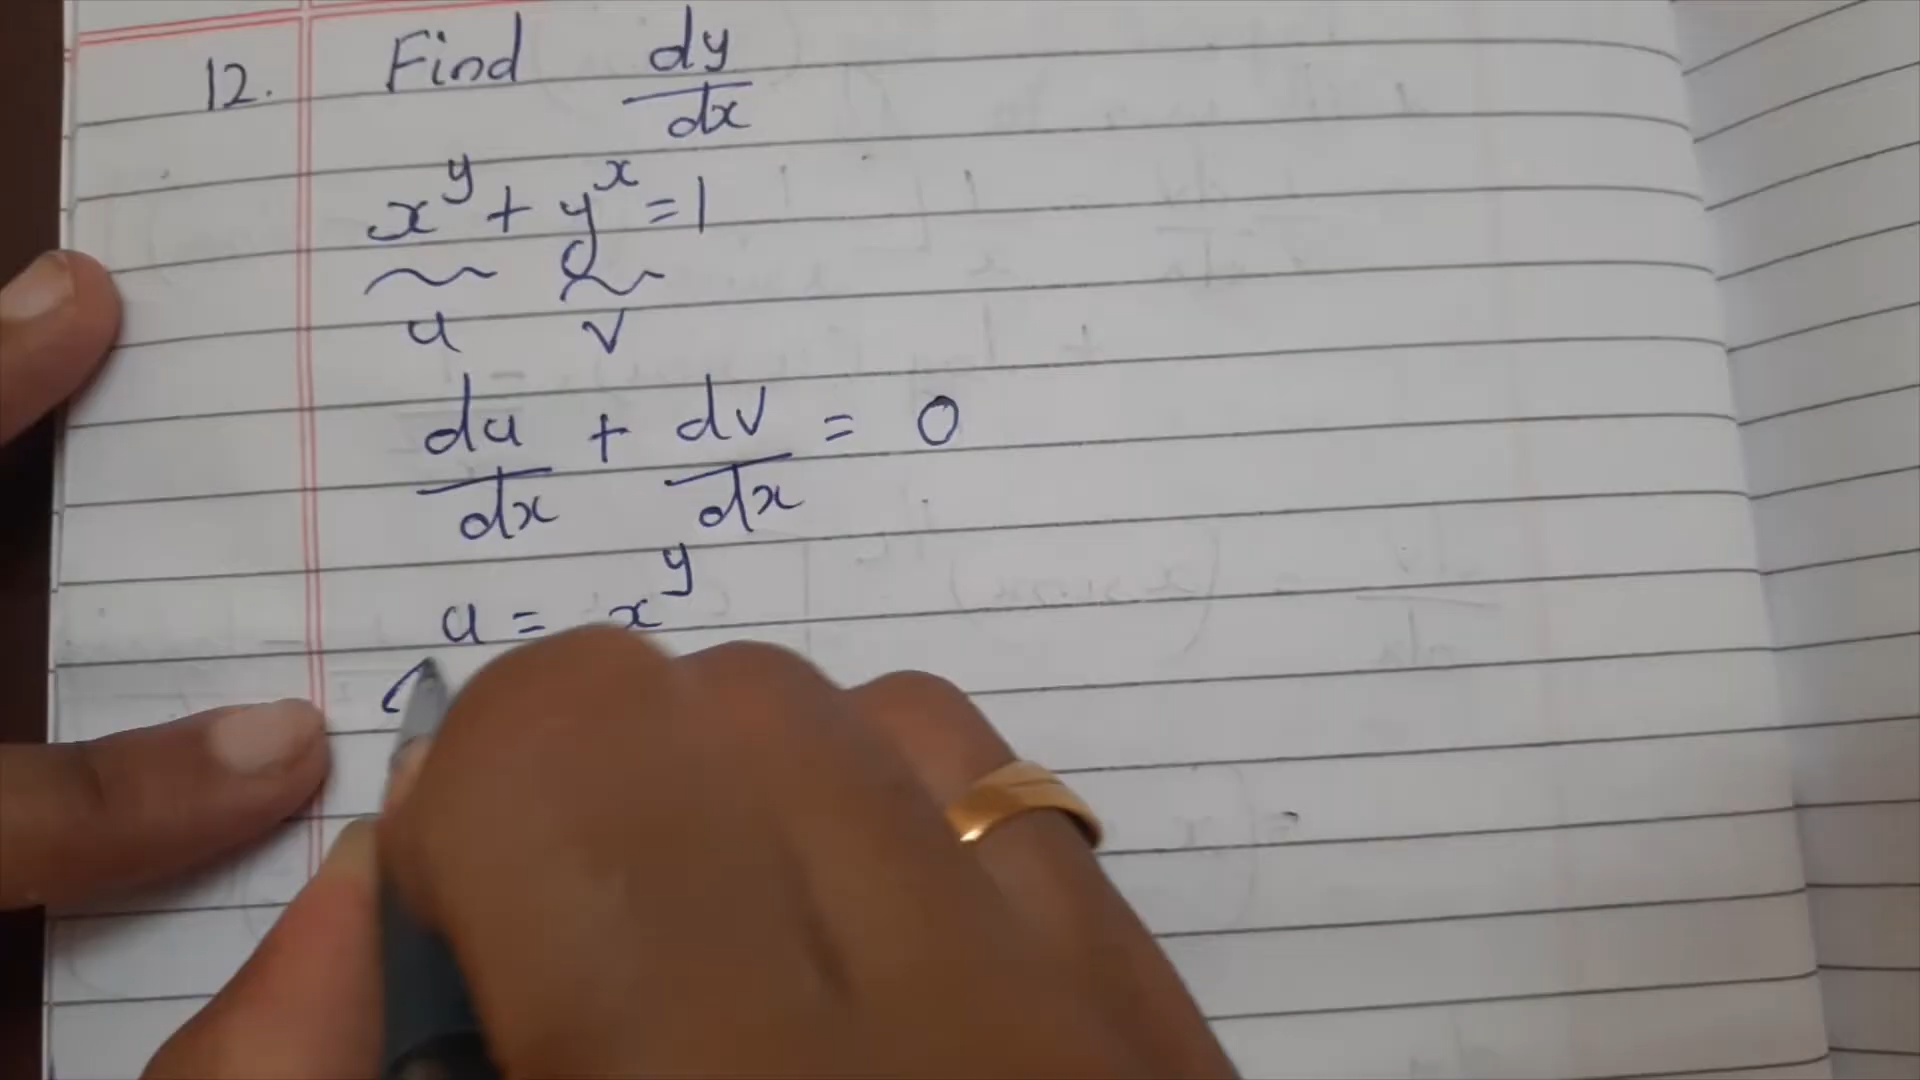 12. Find dy/dx
x^y + y^x = 1
u v
du/dx + dv/dx = 0
u = x^y